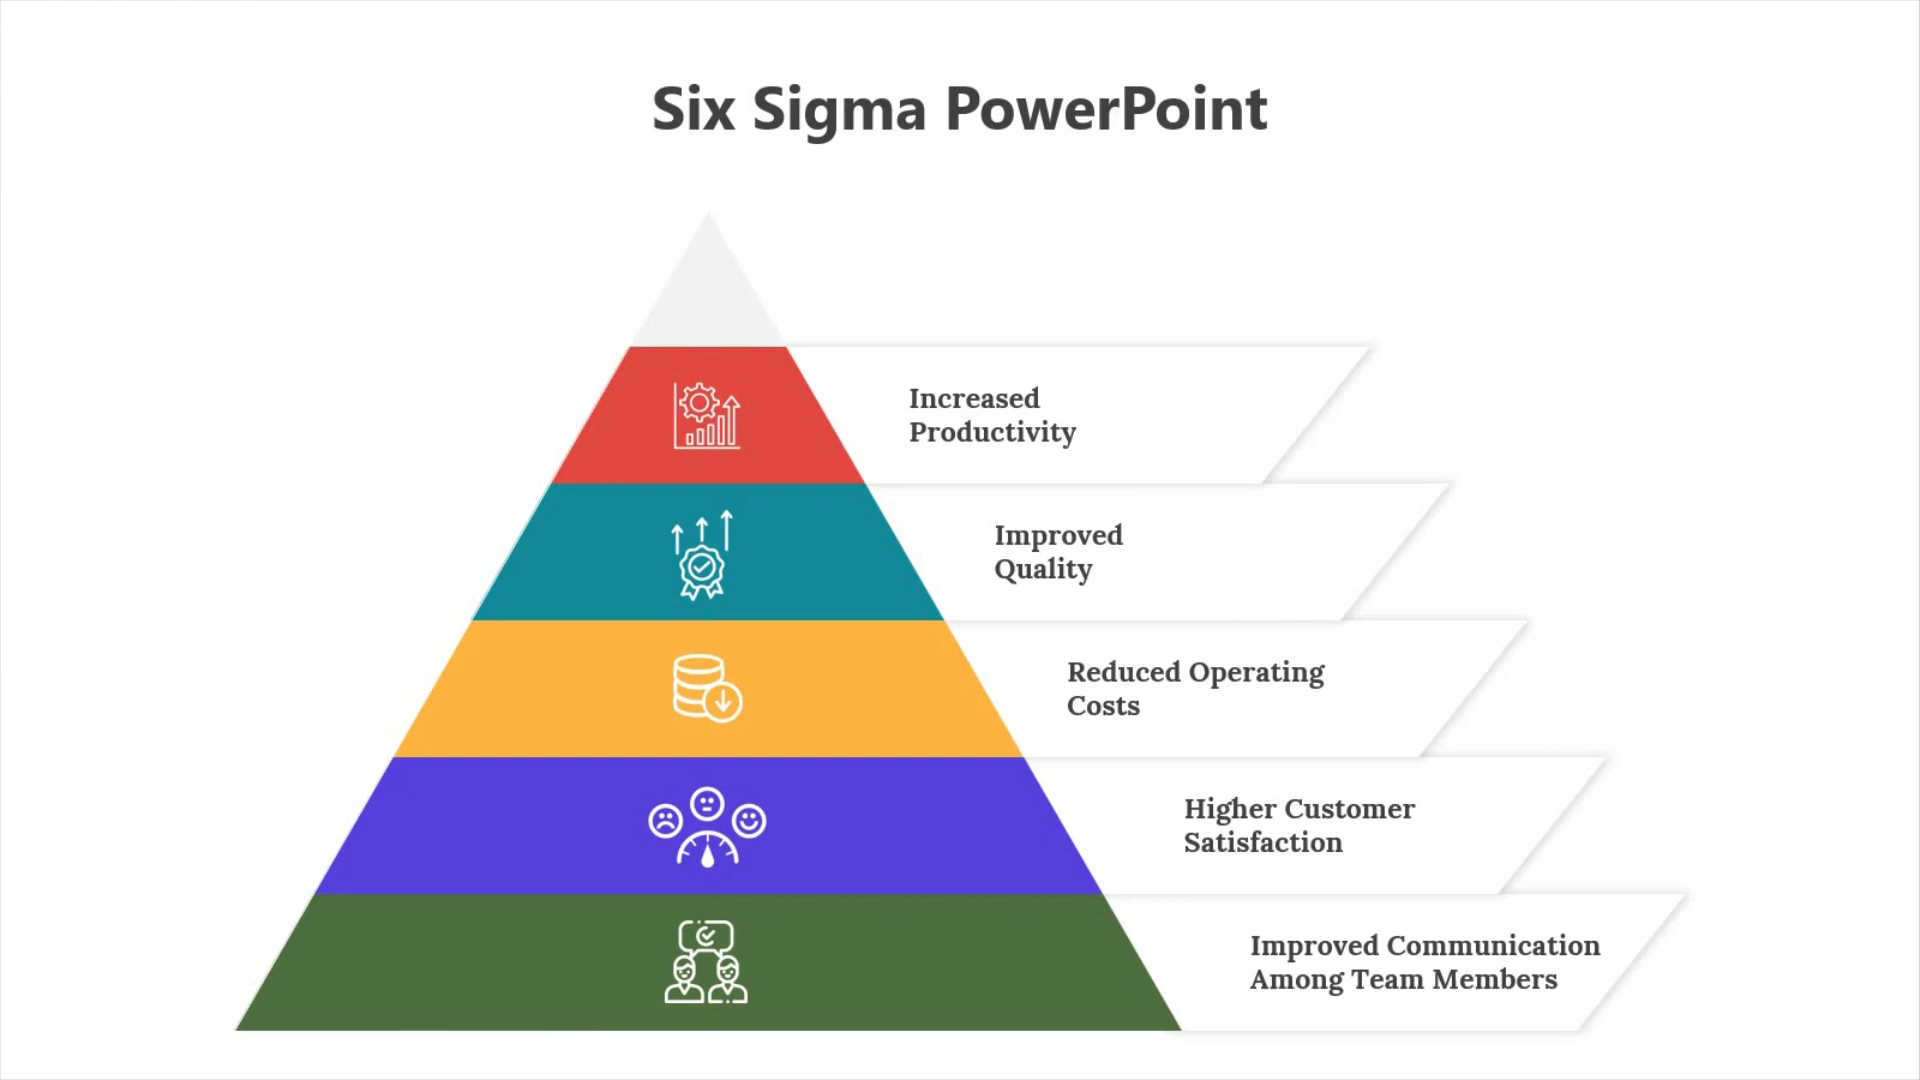 Six Sigma PowerPoint
Increased
Productivity
Improved
Quality
Reduced Operating
Costs
Higher Customer
Satisfaction
Improved Communication
Among Team Members